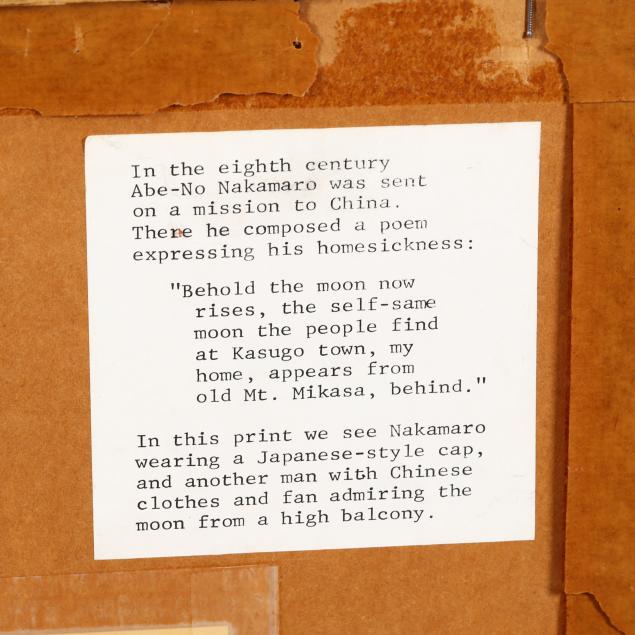 In the eighth century
Abe-No Nakamaro was sent
on a mission to China.
There he composed a poem
expressing his homesickness:
"Behold the moon now
rises, the self-same
moon the people find
at Kasugo town, my
home, appears from
old Mt. Mikasa, behind."
In this print we see Nakamaro
wearing a Japanese-style cap,
and another man with Chinese
clothes and fan admiring the
moon from a high balcony.